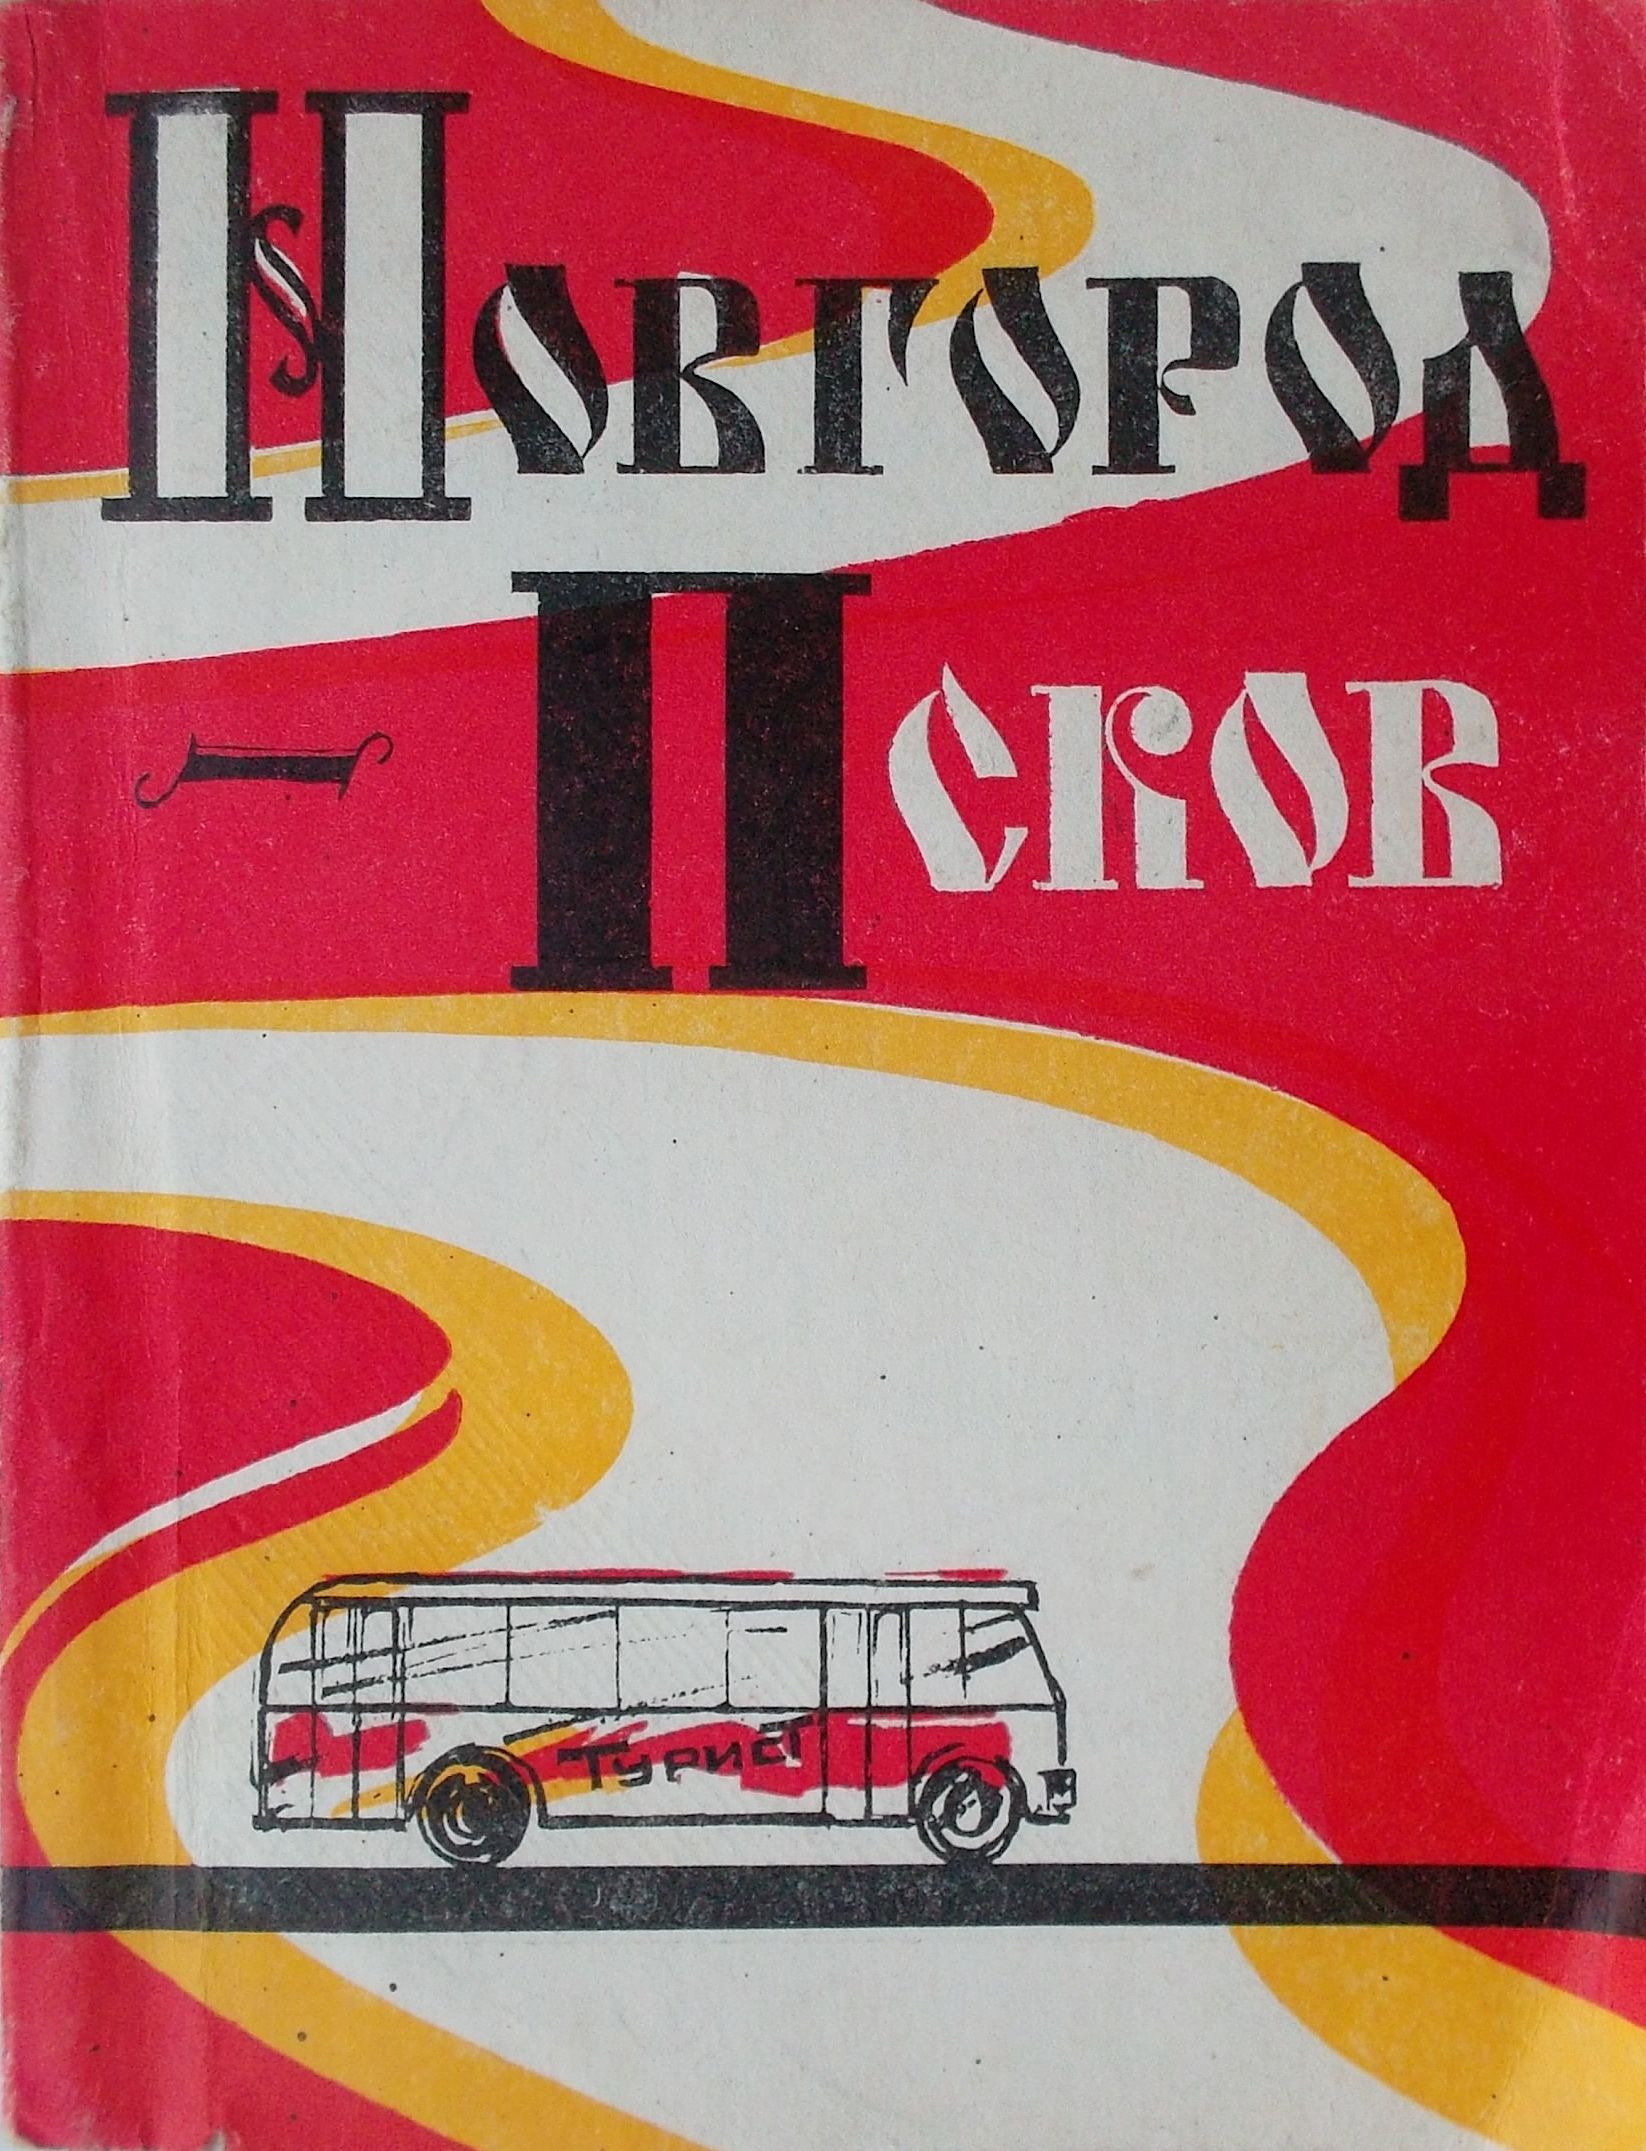 Новгород
- Псков
Турист